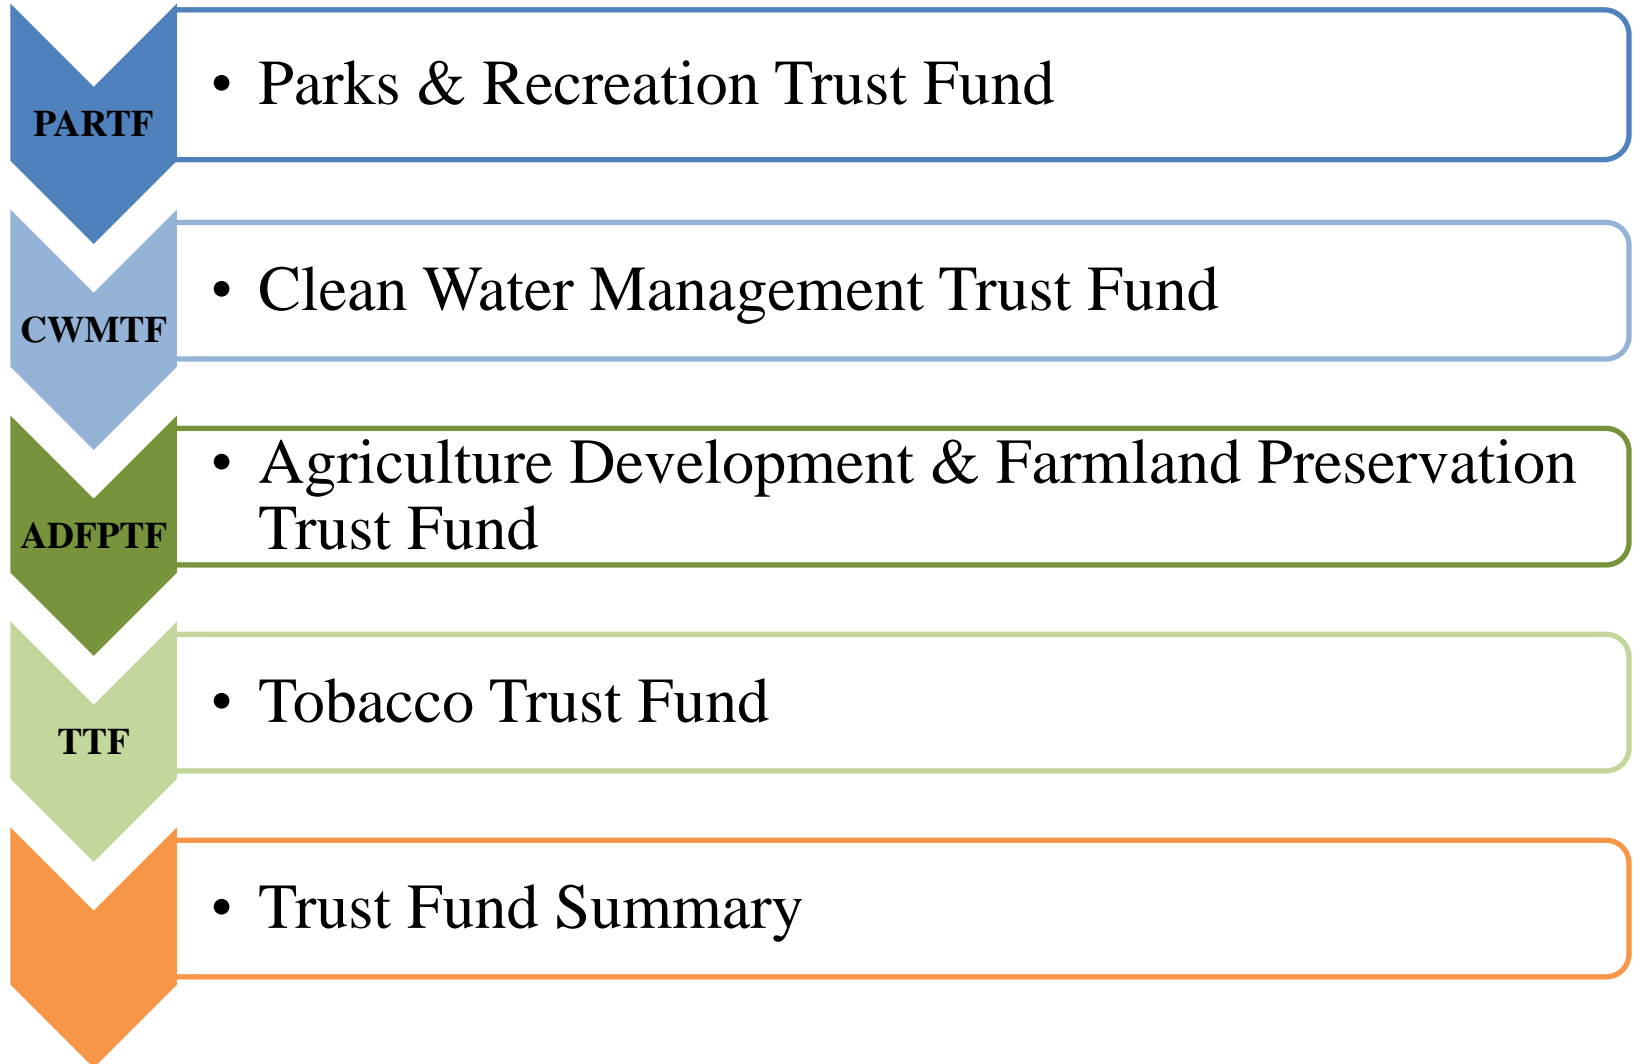 PARTF
• Parks & Recreation Trust Fund
CWMTF
• Clean Water Management Trust Fund
ADFPTF
• Agriculture Development & Farmland Preservation
Trust Fund
TTF
• Tobacco Trust Fund
• Trust Fund Summary